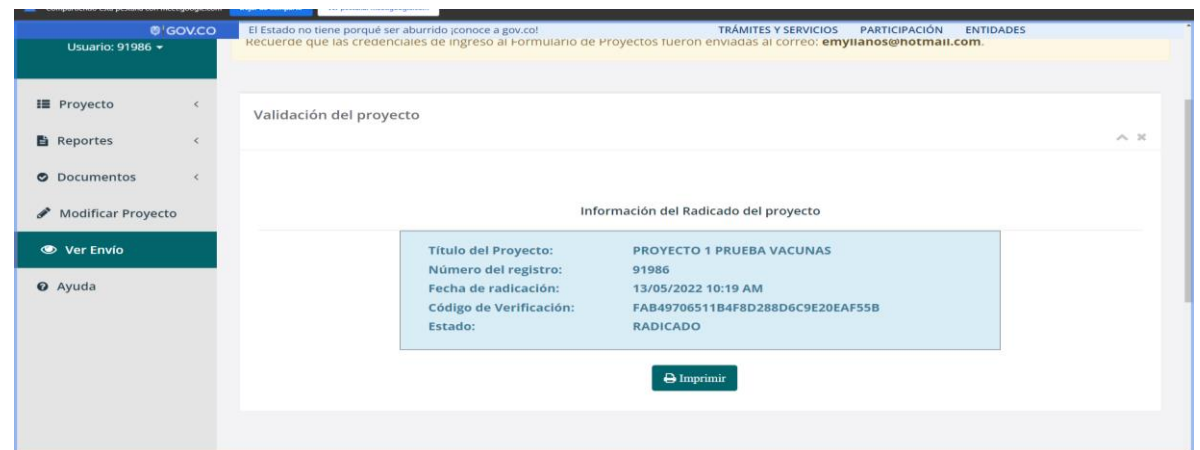 GOV.CO
El Estado no tiene porqué ser aburrido ¡conoce a gov.co!
TRÁMITES Y SERVICIOS PARTICIPACIÓN ENTIDADES
Usuario: 91986
Recuerde que las credenciales de ingreso al Formulario de Proyectos fueron enviadas al correo: emyllanos@hotmail.com.
Proyecto
Reportes
Documentos
Modificar Proyecto
Ver Envío
Ayuda
Validación del proyecto
Información del Radicado del proyecto
Título del Proyecto: PROYECTO 1 PRUEBA VACUNAS
Número del registro: 91986
Fecha de radicación: 13/05/2022 10:19 AM
Código de Verificación: FAB49706511B4F8D288D6C9E20EAF55B
Estado: RADICADO
Imprimir